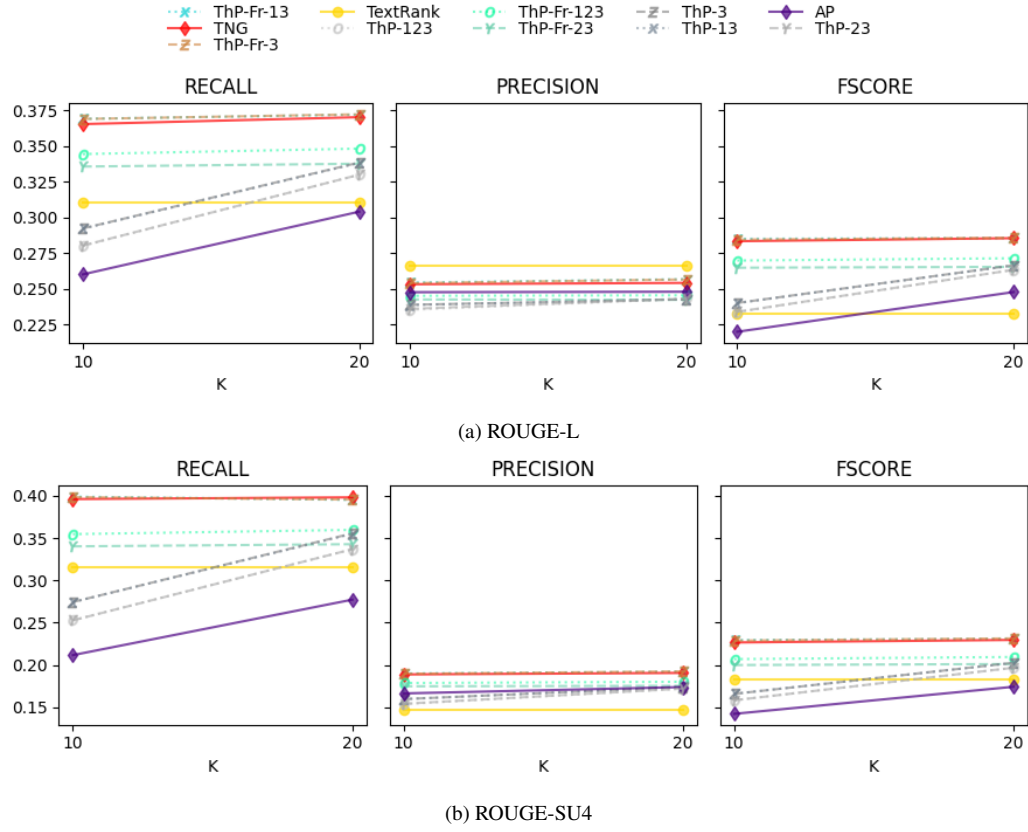 ThP-Fr-13 TextRank ThP-Fr-123 ThP-3 AP
TNG ThP-123 ThP-Fr-23 ThP-13 ThP-23
ThP-Fr-3
RECALL PRECISION FSCORE
0.375
0.350
0.325
0.300
0.275
0.250
0.225
10 20 10 20 10 20
K K K
(a) ROUGE-L
RECALL PRECISION FSCORE
0.40
0.35
0.30
0.25
0.20
0.15
10 20 10 20 10 20
K K K
(b) ROUGE-SU4